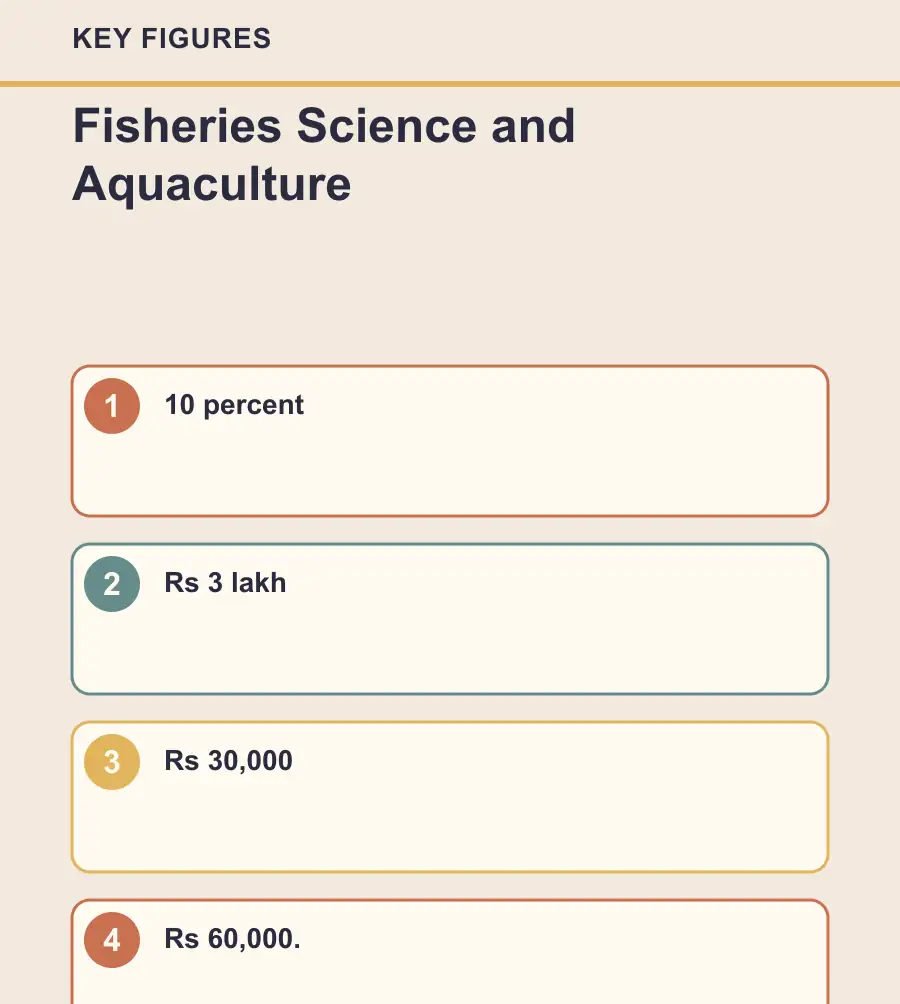 KEY FIGURES
Fisheries Science and
Aquaculture
1
10 percent
2
Rs 3 lakh
3
Rs 30,000
4
Rs 60,000.